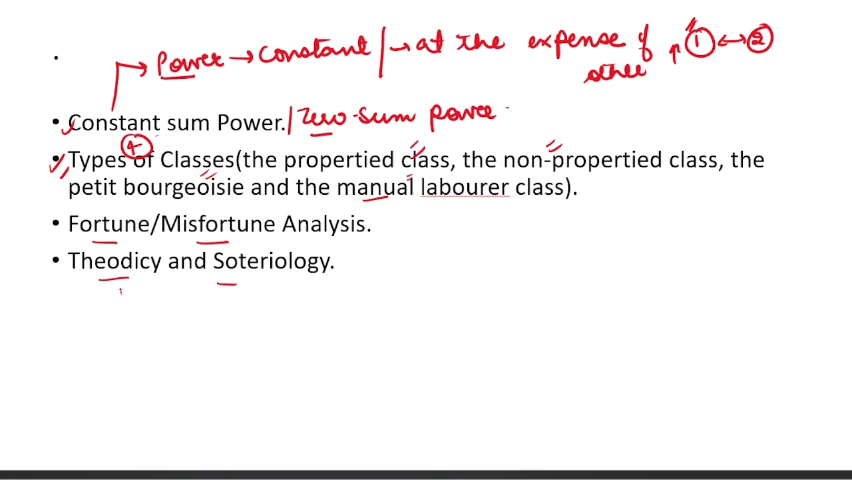 Power → constant / → at the expense of ↑ ① ↔ ②
other
• Constant sum Power. / Zero-sum power
4
• Types of Classes(the propertied class, the non-propertied class, the
petit bourgeoisie and the manual labourer class).
• Fortune/Misfortune Analysis.
• Theodicy and Soteriology.